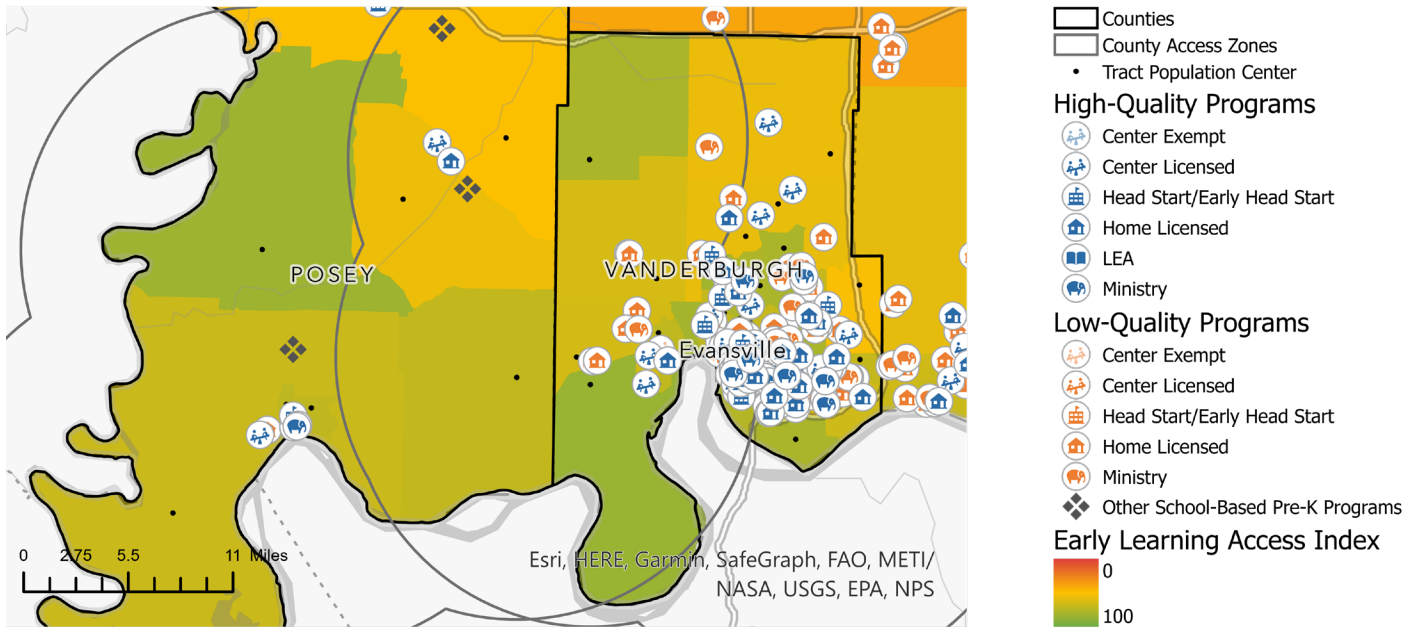 POSEY
VANDERBURGH
Evansville
0 2.75 5.5 11 Miles
Esri, HERE, Garmin, SafeGraph, FAO, METI/
NASA, USGS, EPA, NPS
Counties
County Access Zones
Tract Population Center
High-Quality Programs
Center Exempt
Center Licensed
Head Start/Early Head Start
Home Licensed
LEA
Ministry
Low-Quality Programs
Center Exempt
Center Licensed
Head Start/Early Head Start
Home Licensed
Ministry
Other School-Based Pre-K Programs
Early Learning Access Index
0
100